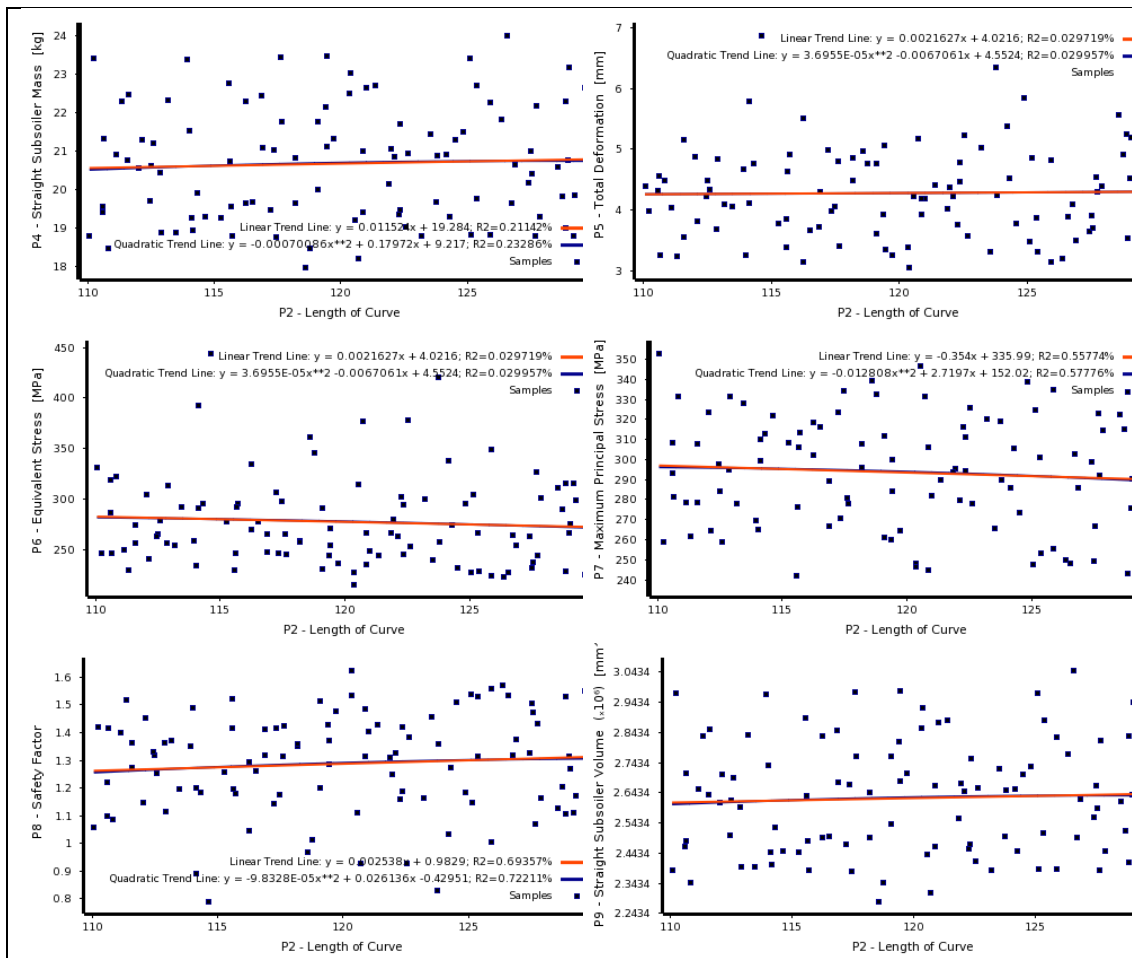 P4 - Straight Subsoiler Mass [kg]
24
23
22
21
20
19
18
Linear Trend Line: y = 0.011524x + 19.284; R2=0.21142%
Quadratic Trend Line: y = -0.00070086x**2 + 0.17972x + 9.217; R2=0.23286%
Samples
110 115 120 125
P2 - Length of Curve
P5 - Total Deformation [mm]
7
6
5
4
3
Linear Trend Line: y = 0.0021627x + 4.0216; R2=0.029719%
Quadratic Trend Line: y = 3.6955E-05x**2 -0.0067061x + 4.5524; R2=0.029957%
Samples
110 115 120 125
P2 - Length of Curve
P6 - Equivalent Stress [MPa]
450
400
350
300
250
Linear Trend Line: y = 0.0021627x + 4.0216; R2=0.029719%
Quadratic Trend Line: y = 3.6955E-05x**2 -0.0067061x + 4.5524; R2=0.029957%
Samples
110 115 120 125
P2 - Length of Curve
P7 - Maximum Principal Stress [MPa]
350
340
330
320
310
300
290
280
270
260
250
240
Linear Trend Line: y = -0.354x + 335.99; R2=0.55774%
Quadratic Trend Line: y = -0.012808x**2 + 2.7197x + 152.02; R2=0.57776%
Samples
110 115 120 125
P2 - Length of Curve
P8 - Safety Factor
1.6
1.5
1.4
1.3
1.2
1.1
1
0.9
0.8
Linear Trend Line: y = 0.002538x + 0.9829; R2=0.69357%
Quadratic Trend Line: y = -9.8328E-05x**2 + 0.026136x -0.42951; R2=0.72211%
Samples
110 115 120 125
P2 - Length of Curve
P9 - Straight Subsoiler Volume (x10⁶) [mm³
3.0434
2.9434
2.8434
2.7434
2.6434
2.5434
2.4434
2.3434
2.2434
110 115 120 125
P2 - Length of Curve